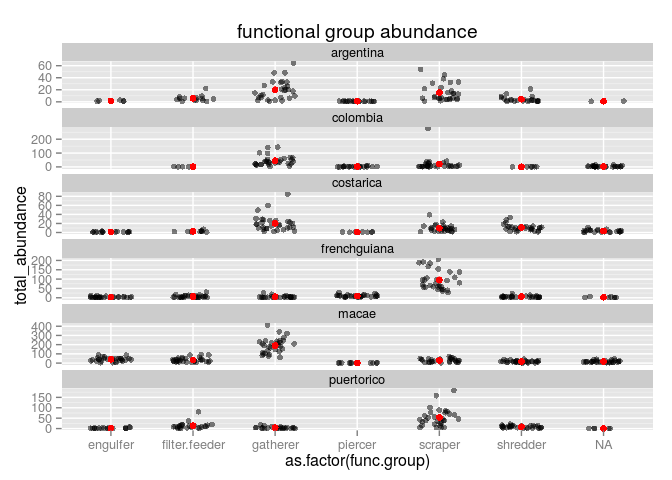 functional group abundance
argentina
60
40
20
0
colombia
200
100
0
costarica
80
60
40
20
0
frenchguiana
200
150
100
50
0
macae
400
300
200
100
0
puertorico
150
100
50
0
total_abundance
engulfer filter.feeder gatherer piercer scraper shredder NA
as.factor(func.group)